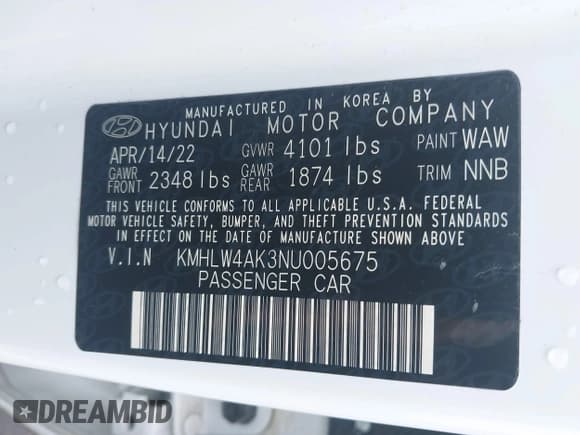 MANUFACTURED IN KOREA BY
HYUNDAI MOTOR COMPANY
APR/14/22 GVWR 4101 lbs PAINT WAW
GAWR FRONT 2348 lbs GAWR REAR 1874 lbs TRIM NNB
THIS VEHICLE CONFORMS TO ALL APPLICABLE U.S.A. FEDERAL
MOTOR VEHICLE SAFETY, BUMPER, AND THEFT PREVENTION STANDARDS
IN EFFECT ON THE DATE OF MANUFACTURE SHOWN ABOVE
V.I.N KMHLW4AK3NU005675
PASSENGER CAR
DREAMBID